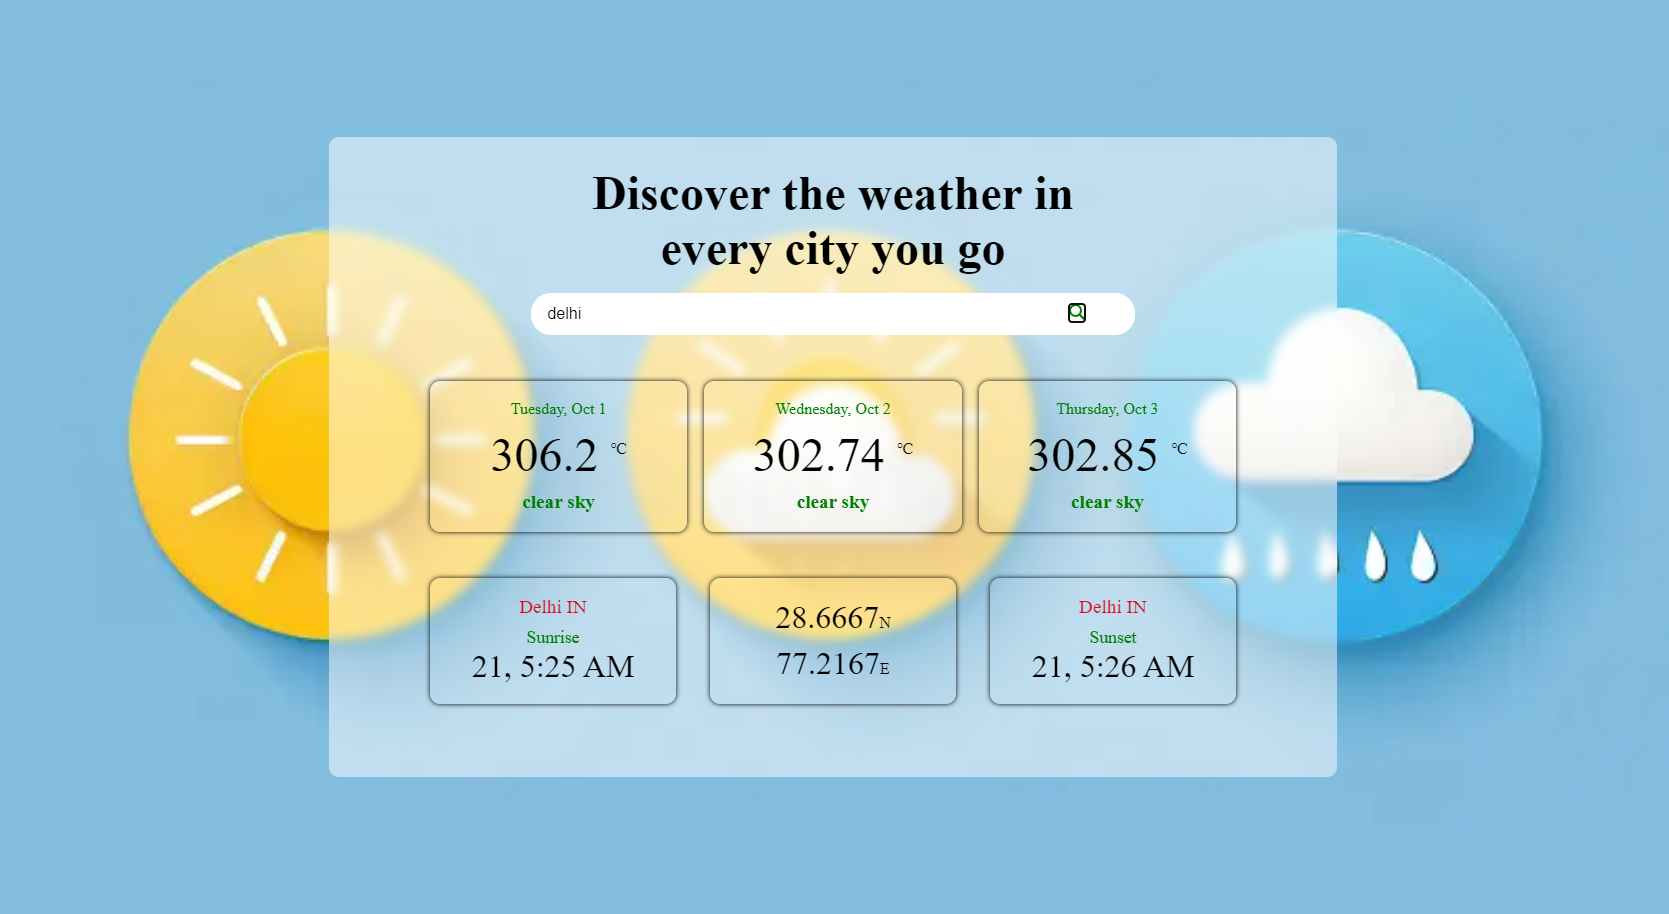 Discover the weather in
every city you go
delhi
Tuesday, Oct 1
306.2 °C
clear sky
Wednesday, Oct 2
302.74 °C
clear sky
Thursday, Oct 3
302.85 °C
clear sky
Delhi IN
Sunrise
21, 5:25 AM
28.6667N
77.2167E
Delhi IN
Sunset
21, 5:26 AM